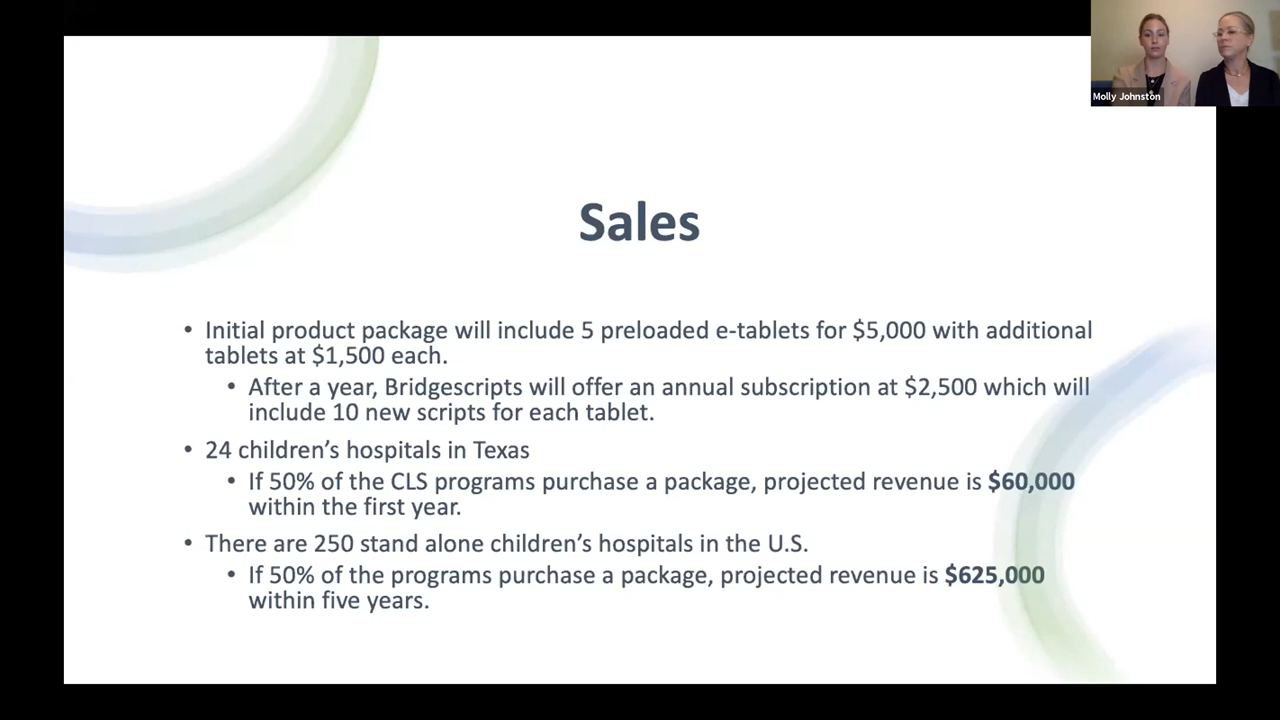 Molly Johnston
Sales
• Initial product package will include 5 preloaded e-tablets for $5,000 with additional
tablets at $1,500 each.
• After a year, Bridgescripts will offer an annual subscription at $2,500 which will
include 10 new scripts for each tablet.
• 24 children’s hospitals in Texas
• If 50% of the CLS programs purchase a package, projected revenue is $60,000
within the first year.
• There are 250 stand alone children’s hospitals in the U.S.
• If 50% of the programs purchase a package, projected revenue is $625,000
within five years.